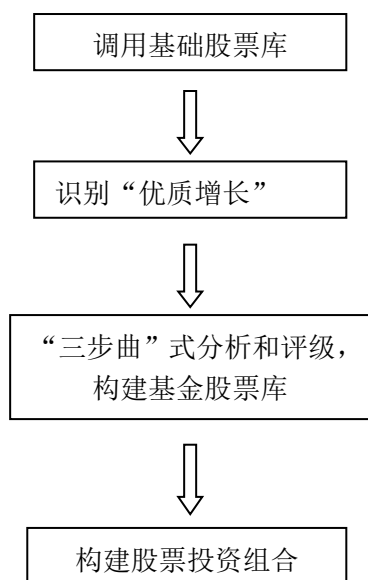 调用基础股票库
识别“优质增长”
“三步曲”式分析和评级，
构建基金股票库
构建股票投资组合